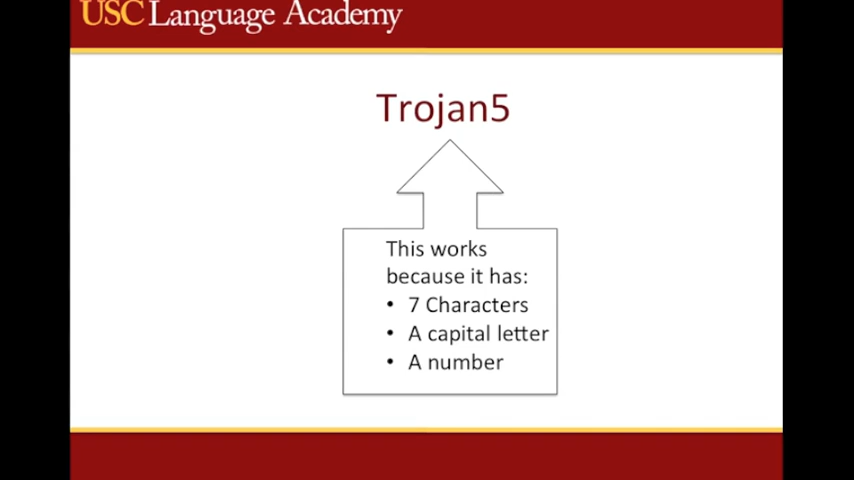 USC Language Academy
Trojan5
This works
because it has:
• 7 Characters
• A capital letter
• A number